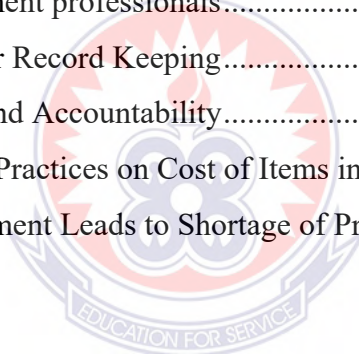 ment professionals....................
r Record Keeping....................
nd Accountability....................
Practices on Cost of Items in
ment Leads to Shortage of Pr
EDUCATION FOR SERVICE